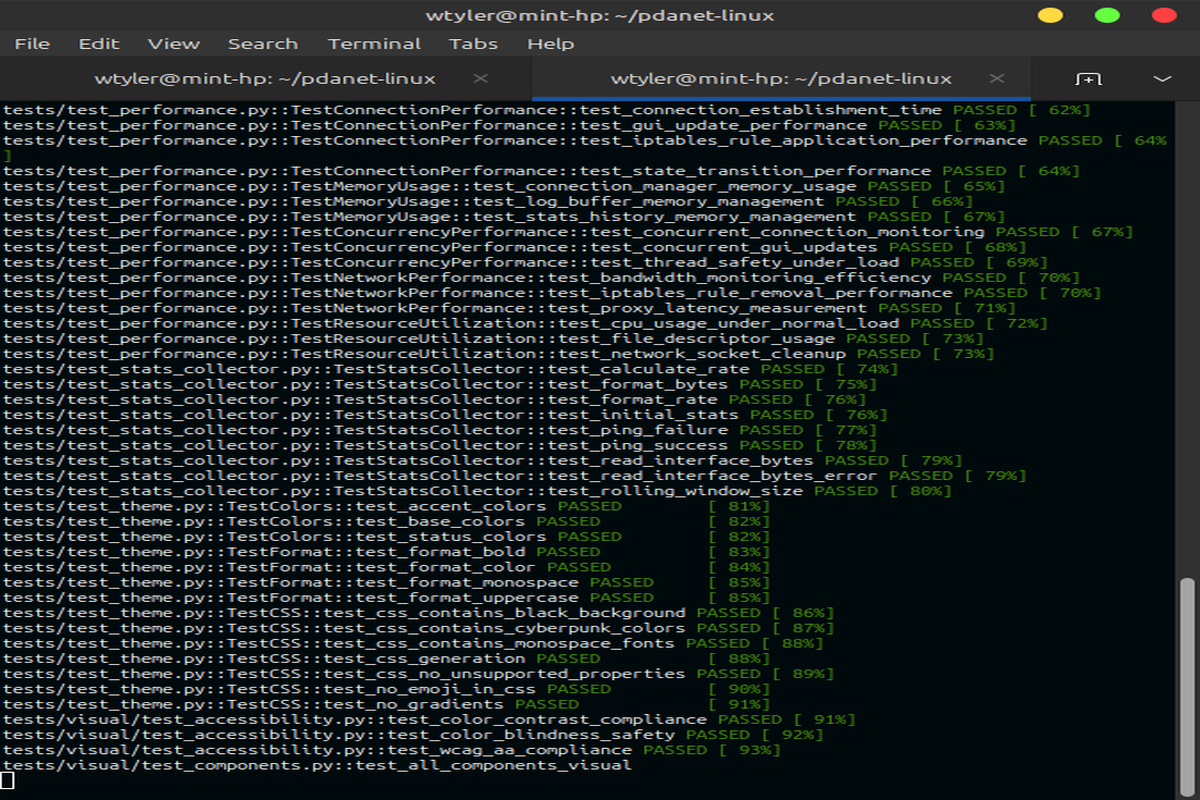 wtyler@mint-hp: ~/pdanet-linux
File Edit View Search Terminal Tabs Help
wtyler@mint-hp: ~/pdanet-linux × wtyler@mint-hp: ~/pdanet-linux ×
tests/test_performance.py::TestConnectionPerformance::test_connection_establishment_time PASSED [ 62%]
tests/test_performance.py::TestConnectionPerformance::test_gui_update_performance PASSED [ 63%]
tests/test_performance.py::TestConnectionPerformance::test_iptables_rule_application_performance PASSED [ 64%
]
tests/test_performance.py::TestConnectionPerformance::test_state_transition_performance PASSED [ 64%]
tests/test_performance.py::TestMemoryUsage::test_connection_manager_memory_usage PASSED [ 65%]
tests/test_performance.py::TestMemoryUsage::test_log_buffer_memory_management PASSED [ 66%]
tests/test_performance.py::TestMemoryUsage::test_stats_history_memory_management PASSED [ 67%]
tests/test_performance.py::TestConcurrencyPerformance::test_concurrent_connection_monitoring PASSED [ 67%]
tests/test_performance.py::TestConcurrencyPerformance::test_concurrent_gui_updates PASSED [ 68%]
tests/test_performance.py::TestConcurrencyPerformance::test_thread_safety_under_load PASSED [ 69%]
tests/test_performance.py::TestNetworkPerformance::test_bandwidth_monitoring_efficiency PASSED [ 70%]
tests/test_performance.py::TestNetworkPerformance::test_iptables_rule_removal_performance PASSED [ 70%]
tests/test_performance.py::TestNetworkPerformance::test_proxy_latency_measurement PASSED [ 71%]
tests/test_performance.py::TestResourceUtilization::test_cpu_usage_under_normal_load PASSED [ 72%]
tests/test_performance.py::TestResourceUtilization::test_file_descriptor_usage PASSED [ 73%]
tests/test_performance.py::TestResourceUtilization::test_network_socket_cleanup PASSED [ 73%]
tests/test_stats_collector.py::TestStatsCollector::test_calculate_rate PASSED [ 74%]
tests/test_stats_collector.py::TestStatsCollector::test_format_bytes PASSED [ 75%]
tests/test_stats_collector.py::TestStatsCollector::test_format_rate PASSED [ 76%]
tests/test_stats_collector.py::TestStatsCollector::test_initial_stats PASSED [ 76%]
tests/test_stats_collector.py::TestStatsCollector::test_ping_failure PASSED [ 77%]
tests/test_stats_collector.py::TestStatsCollector::test_ping_success PASSED [ 78%]
tests/test_stats_collector.py::TestStatsCollector::test_read_interface_bytes PASSED [ 79%]
tests/test_stats_collector.py::TestStatsCollector::test_read_interface_bytes_error PASSED [ 79%]
tests/test_stats_collector.py::TestStatsCollector::test_rolling_window_size PASSED [ 80%]
tests/test_theme.py::TestColors::test_accent_colors PASSED [ 81%]
tests/test_theme.py::TestColors::test_base_colors PASSED [ 82%]
tests/test_theme.py::TestColors::test_status_colors PASSED [ 82%]
tests/test_theme.py::TestFormat::test_format_bold PASSED [ 83%]
tests/test_theme.py::TestFormat::test_format_color PASSED [ 84%]
tests/test_theme.py::TestFormat::test_format_monospace PASSED [ 85%]
tests/test_theme.py::TestFormat::test_format_uppercase PASSED [ 85%]
tests/test_theme.py::TestCSS::test_css_contains_black_background PASSED [ 86%]
tests/test_theme.py::TestCSS::test_css_contains_cyberpunk_colors PASSED [ 87%]
tests/test_theme.py::TestCSS::test_css_contains_monospace_fonts PASSED [ 88%]
tests/test_theme.py::TestCSS::test_css_generation PASSED [ 88%]
tests/test_theme.py::TestCSS::test_css_no_unsupported_properties PASSED [ 89%]
tests/test_theme.py::TestCSS::test_no_emoji_in_css PASSED [ 90%]
tests/test_theme.py::TestCSS::test_no_gradients PASSED [ 91%]
tests/visual/test_accessibility.py::test_color_contrast_compliance PASSED [ 91%]
tests/visual/test_accessibility.py::test_color_blindness_safety PASSED [ 92%]
tests/visual/test_accessibility.py::test_wcag_aa_compliance PASSED [ 93%]
tests/visual/test_components.py::test_all_components_visual